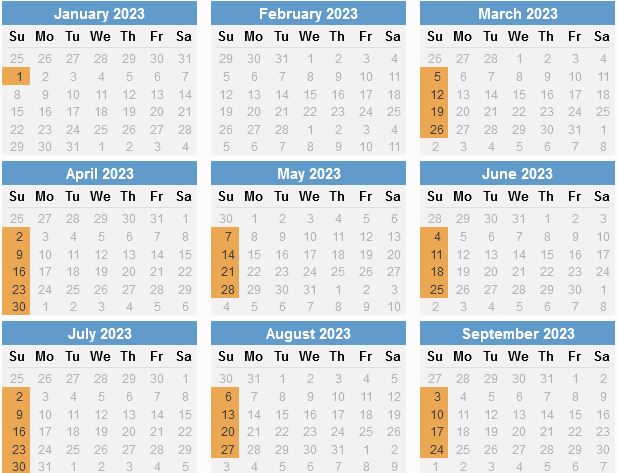 January 2023
Su Mo Tu We Th Fr Sa
25 26 27 28 29 30 31
1 2 3 4 5 6 7
8 9 10 11 12 13 14
15 16 17 18 19 20 21
22 23 24 25 26 27 28
29 30 31 1 2 3 4
February 2023
Su Mo Tu We Th Fr Sa
29 30 31 1 2 3 4
5 6 7 8 9 10 11
12 13 14 15 16 17 18
19 20 21 22 23 24 25
26 27 28 1 2 3 4
5 6 7 8 9 10 11
March 2023
Su Mo Tu We Th Fr Sa
26 27 28 1 2 3 4
5 6 7 8 9 10 11
12 13 14 15 16 17 18
19 20 21 22 23 24 25
26 27 28 29 30 31 1
2 3 4 5 6 7 8
April 2023
Su Mo Tu We Th Fr Sa
26 27 28 29 30 31 1
2 3 4 5 6 7 8
9 10 11 12 13 14 15
16 17 18 19 20 21 22
23 24 25 26 27 28 29
30 1 2 3 4 5 6
May 2023
Su Mo Tu We Th Fr Sa
30 1 2 3 4 5 6
7 8 9 10 11 12 13
14 15 16 17 18 19 20
21 22 23 24 25 26 27
28 29 30 31 1 2 3
4 5 6 7 8 9 10
June 2023
Su Mo Tu We Th Fr Sa
28 29 30 31 1 2 3
4 5 6 7 8 9 10
11 12 13 14 15 16 17
18 19 20 21 22 23 24
25 26 27 28 29 30 1
2 3 4 5 6 7 8
July 2023
Su Mo Tu We Th Fr Sa
25 26 27 28 29 30 1
2 3 4 5 6 7 8
9 10 11 12 13 14 15
16 17 18 19 20 21 22
23 24 25 26 27 28 29
30 31 1 2 3 4 5
August 2023
Su Mo Tu We Th Fr Sa
30 31 1 2 3 4 5
6 7 8 9 10 11 12
13 14 15 16 17 18 19
20 21 22 23 24 25 26
27 28 29 30 31 1 2
3 4 5 6 7 8 9
September 2023
Su Mo Tu We Th Fr Sa
27 28 29 30 31 1 2
3 4 5 6 7 8 9
10 11 12 13 14 15 16
17 18 19 20 21 22 23
24 25 26 27 28 29 30
1 2 3 4 5 6 7